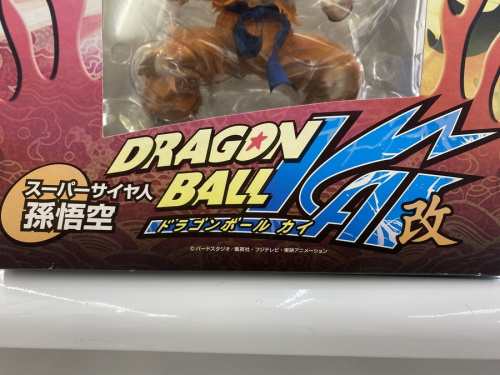 DRAGON
BALL KAI 改
ドラゴンボール カイ
スーパーサイヤ人
孫悟空
©バードスタジオ/集英社・フジテレビ・東映アニメーション